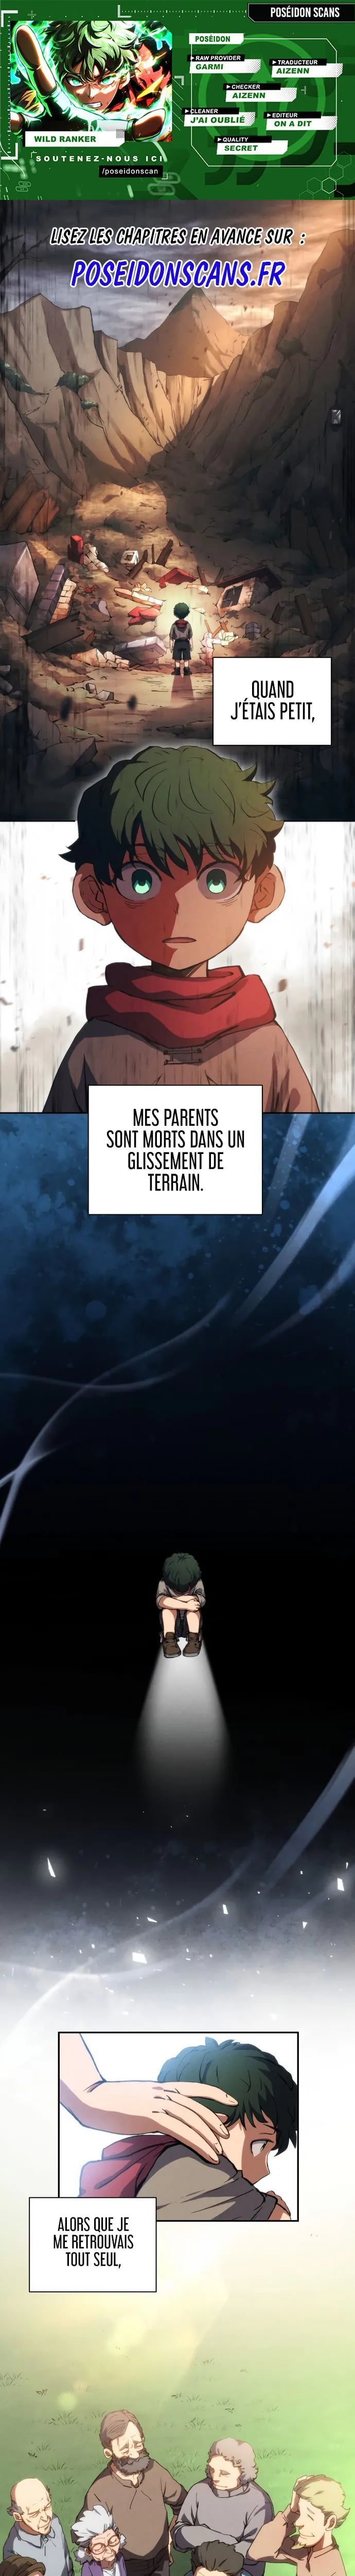 POSÉIDON SCANS
POSÉIDON
▶RAW PROVIDER
GARMI
▶TRADUCTEUR
AIZENN
▶CHECKER
AIZENN
▶CLEANER
J'AI OUBLIÉ
▶EDITEUR
ON A DIT
▶QUALITY
SECRET
WILD RANKER
SOUTENEZ-NOUS ICI
/poseidonscan
LISEZ LES CHAPITRES EN AVANCE SUR :
POSEIDONSCANS.FR
QUAND
J'ÉTAIS PETIT,
MES PARENTS
SONT MORTS DANS UN
GLISSEMENT DE
TERRAIN.
ALORS QUE JE
ME RETROUVAIS
TOUT SEUL,